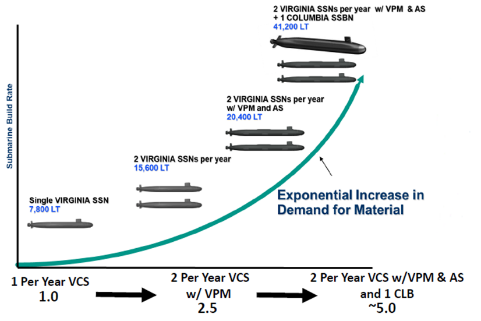 2 VIRGINIA SSNs per year w/ VPM & AS
+ 1 COLUMBIA SSBN
41,200 LT
2 VIRGINIA SSNs per year
w/ VPM and AS
20,400 LT
2 VIRGINIA SSNs per year
15,600 LT
Single VIRGINIA SSN
7,800 LT
Submarine Build Rate
Exponential Increase in
Demand for Material
1 Per Year VCS
1.0
2 Per Year VCS
w/ VPM
2.5
2 Per Year VCS w/VPM & AS
and 1 CLB
~5.0